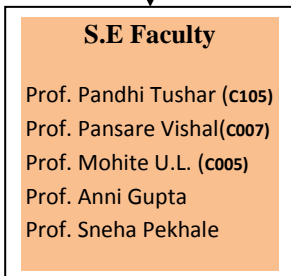 S.E Faculty
Prof. Pandhi Tushar (C105)
Prof. Pansare Vishal(C007)
Prof. Mohite U.L. (C005)
Prof. Anni Gupta
Prof. Sneha Pekhale